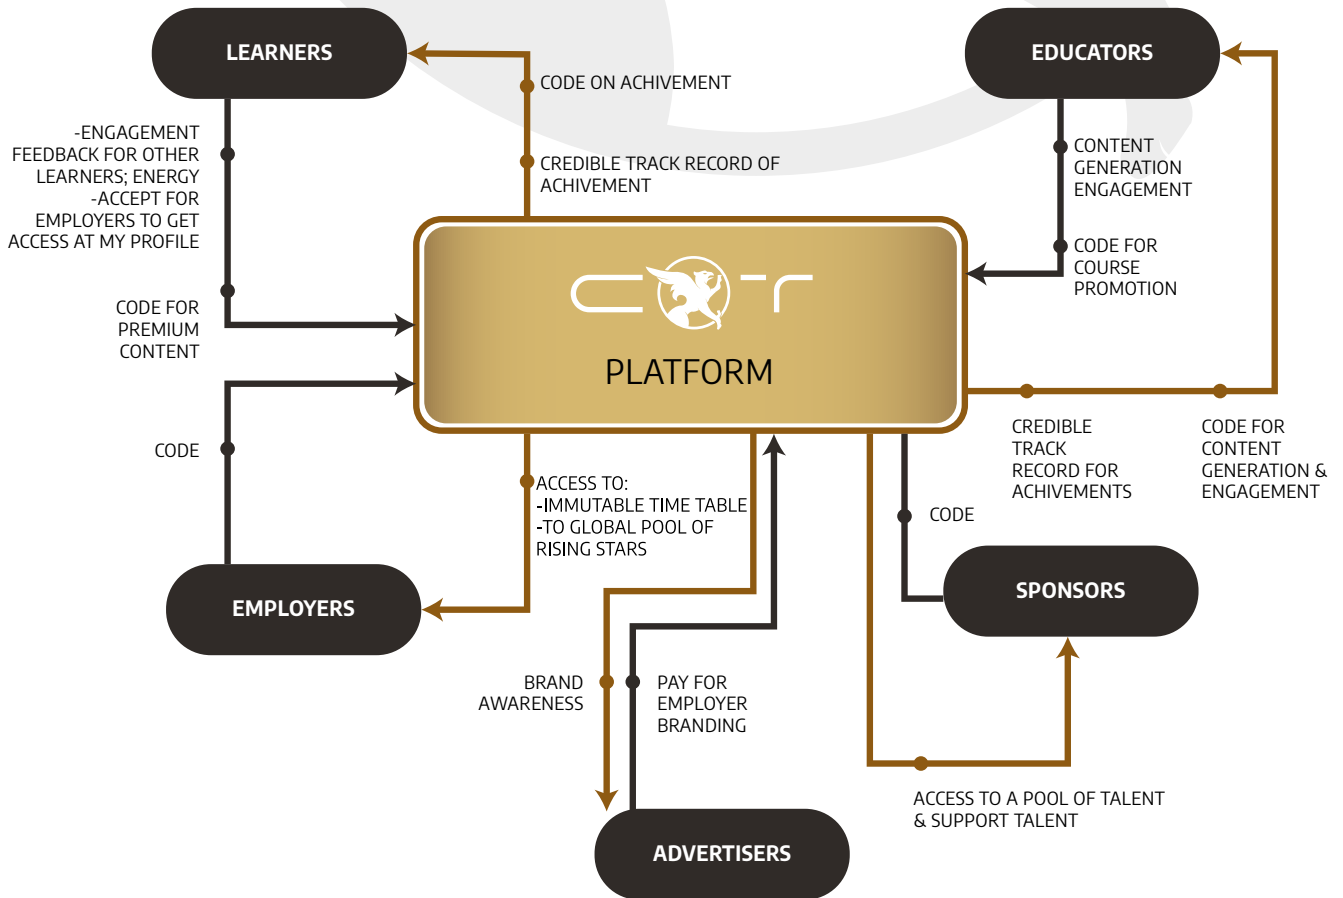 LEARNERS
EDUCATORS
CODE ON ACHIVEMENT
CREDIBLE TRACK RECORD OF
ACHIVEMENT
-ENGAGEMENT
FEEDBACK FOR OTHER
LEARNERS; ENERGY
-ACCEPT FOR
EMPLOYERS TO GET
ACCESS AT MY PROFILE
CODE FOR
PREMIUM
CONTENT
CONTENT
GENERATION
ENGAGEMENT
CODE FOR
COURSE
PROMOTION
PLATFORM
CODE
ACCESS TO:
-IMMUTABLE TIME TABLE
-TO GLOBAL POOL OF
RISING STARS
CREDIBLE
TRACK
RECORD FOR
ACHIVEMENTS
CODE FOR
CONTENT
GENERATION &
ENGAGEMENT
CODE
EMPLOYERS
SPONSORS
BRAND
AWARENESS
PAY FOR
EMPLOYER
BRANDING
ACCESS TO A POOL OF TALENT
& SUPPORT TALENT
ADVERTISERS